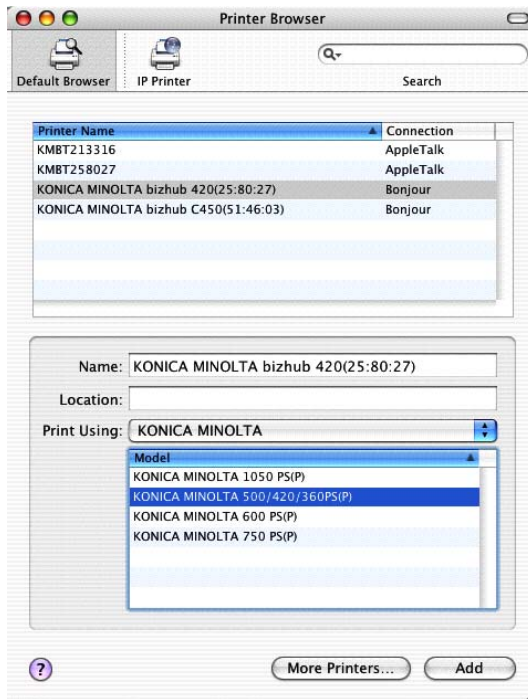 Printer Browser
Default Browser
IP Printer
Search
Printer Name Connection
KMBT213316 AppleTalk
KMBT258027 AppleTalk
KONICA MINOLTA bizhub 420(25:80:27) Bonjour
KONICA MINOLTA bizhub C450(51:46:03) Bonjour
Name: KONICA MINOLTA bizhub 420(25:80:27)
Location:
Print Using: KONICA MINOLTA
Model
KONICA MINOLTA 1050 PS(P)
KONICA MINOLTA 500/420/360PS(P)
KONICA MINOLTA 600 PS(P)
KONICA MINOLTA 750 PS(P)
? More Printers... Add